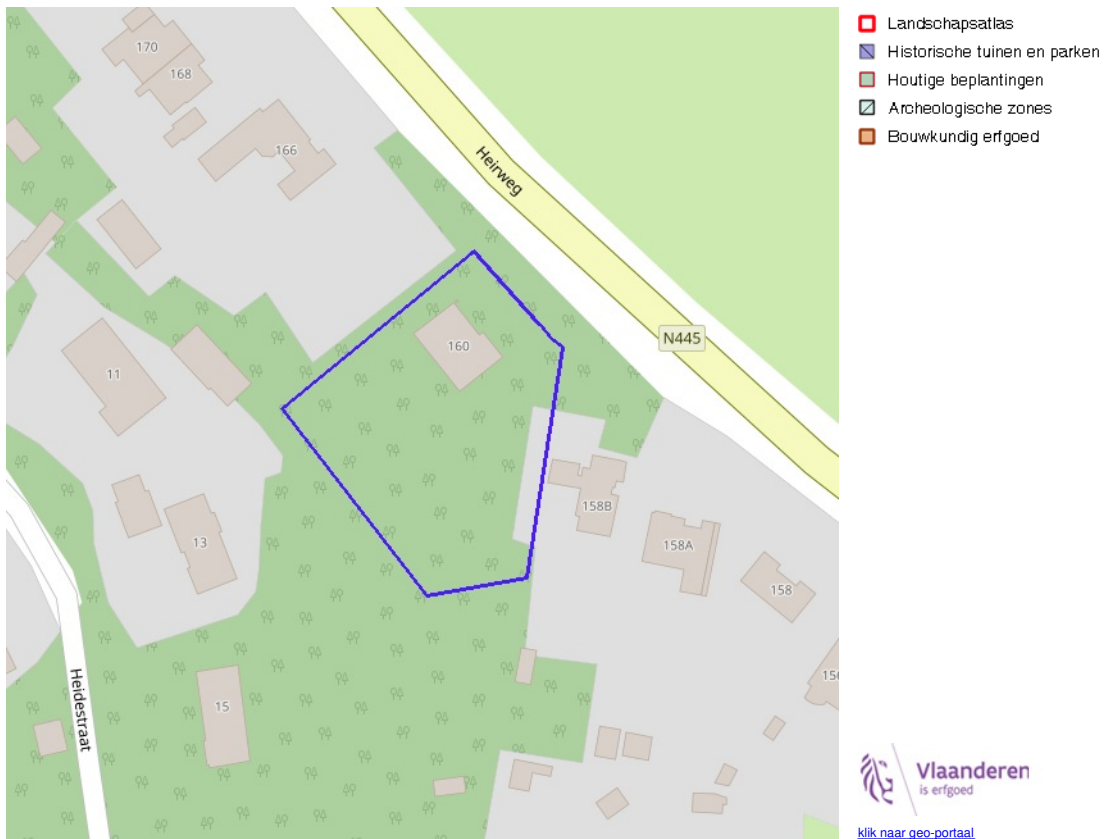 170
168
166
Heirweg
N445
160
11
158B
13
158A
158
15
Heidestraat
Landschapsatlas
Historische tuinen en parken
Houtige beplantingen
Archeologische zones
Bouwkundig erfgoed
Vlaanderen
is erfgoed
klik naar geo-portaal